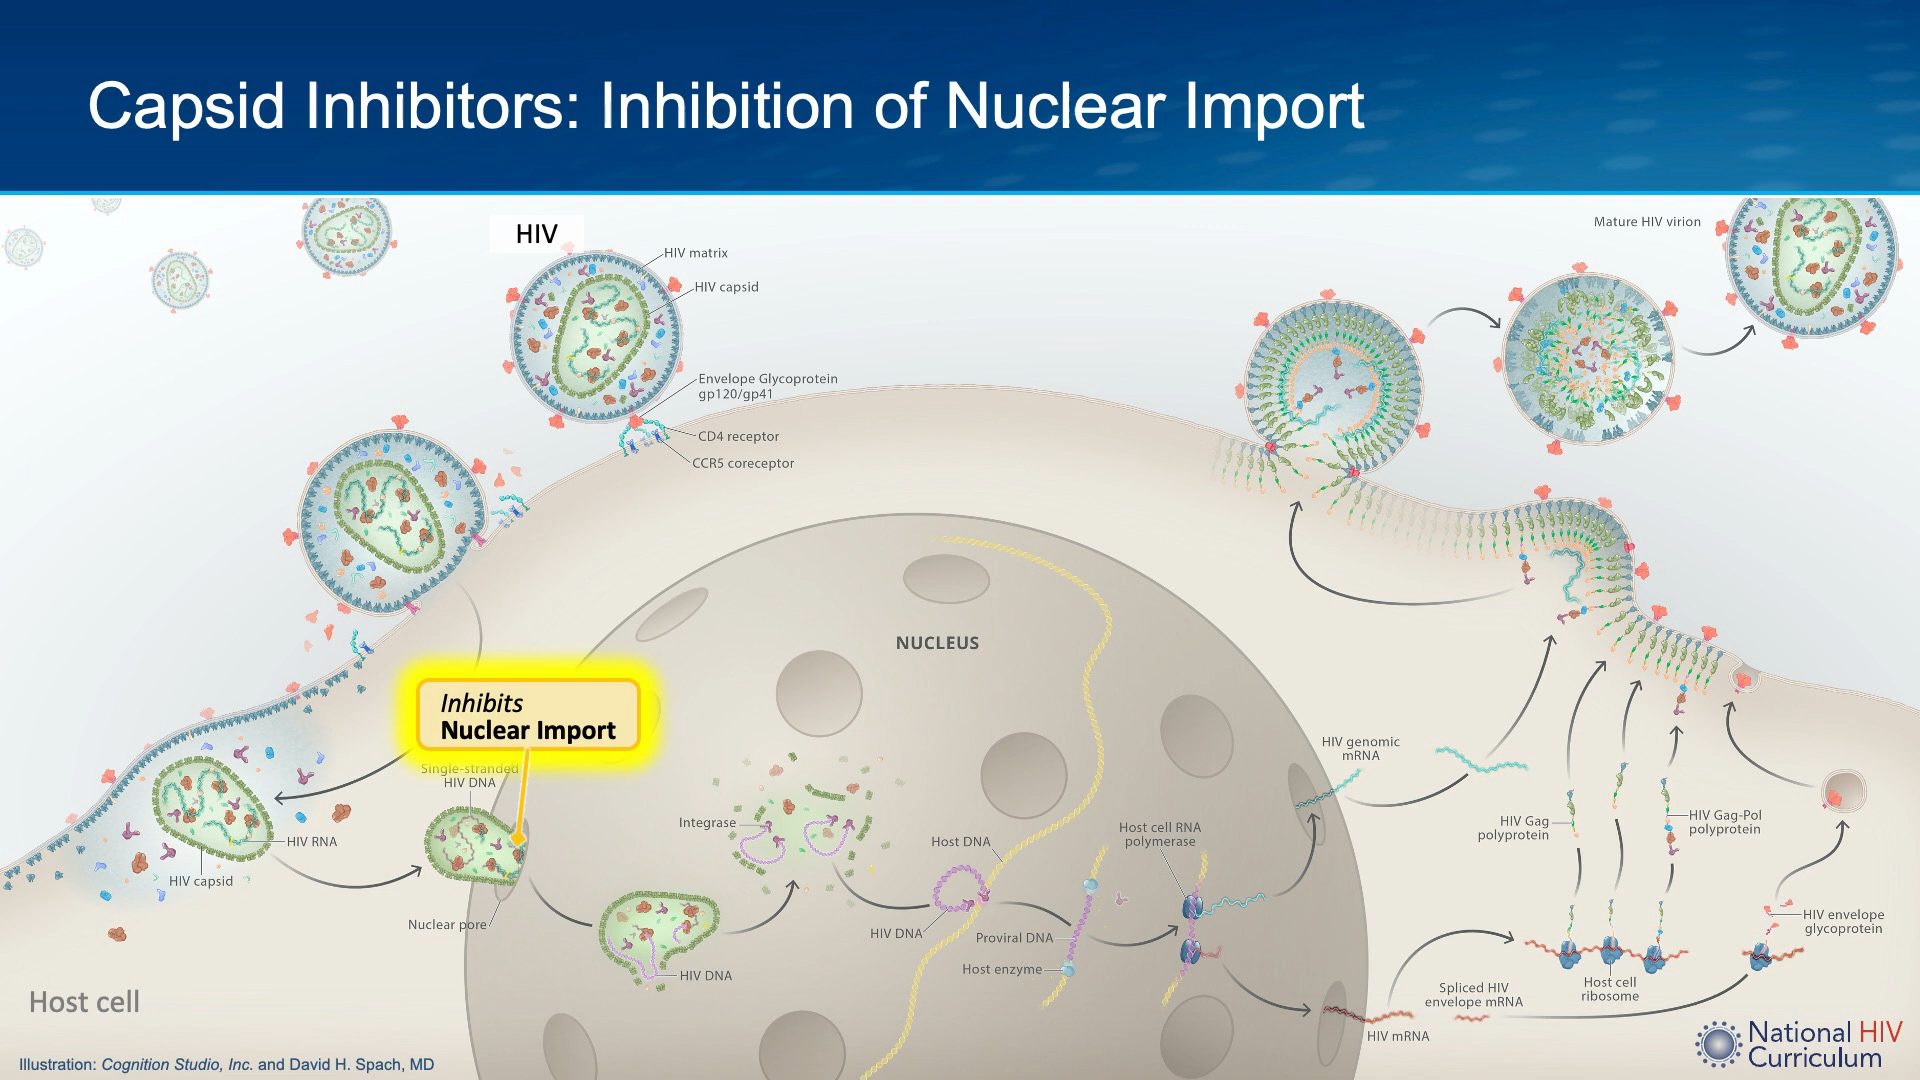 Capsid Inhibitors: Inhibition of Nuclear Import
HIV
HIV matrix
HIV capsid
Envelope Glycoprotein
gp120/gp41
CD4 receptor
CCR5 coreceptor
Mature HIV virion
NUCLEUS
Inhibits
Nuclear Import
Single-stranded
HIV DNA
HIV RNA
HIV capsid
Nuclear pore
Integrase
HIV DNA
Host DNA
HIV DNA
Proviral DNA
Host enzyme
Host cell RNA
polymerase
HIV genomic
mRNA
HIV Gag
polyprotein
HIV Gag-Pol
polyprotein
HIV envelope
glycoprotein
Host cell
ribosome
Spliced HIV
envelope mRNA
HIV mRNA
Host cell
Illustration: Cognition Studio, Inc. and David H. Spach, MD
National HIV
Curriculum